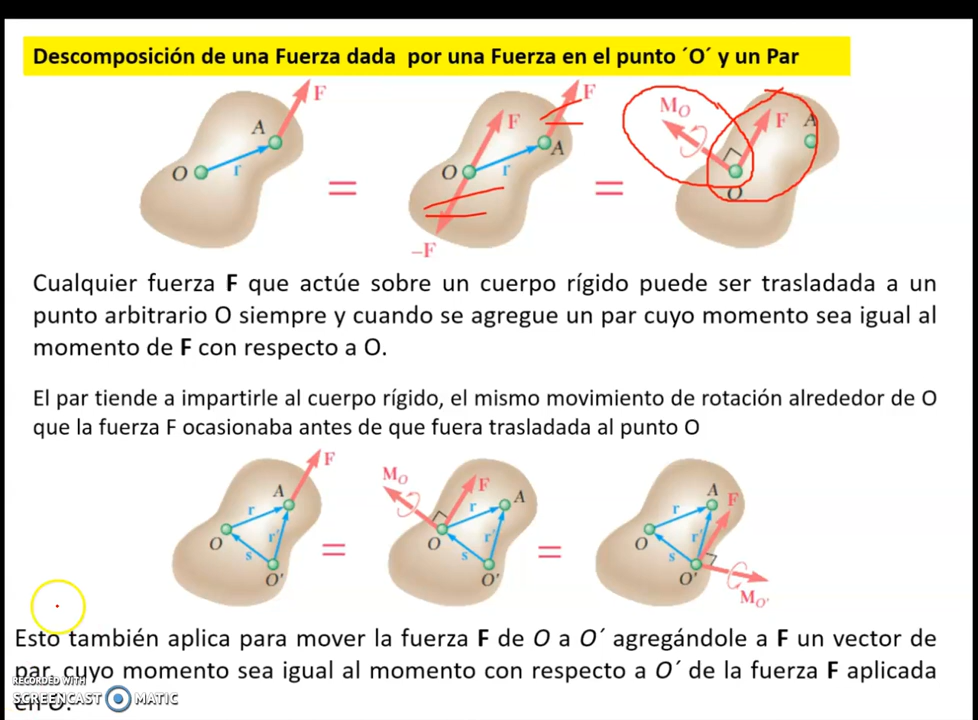 Descomposición de una Fuerza dada por una Fuerza en el punto ´O´ y un Par
F
A
O
r
=
F
F
A
O
r
–F
=
M_O
F
A
O
Cualquier fuerza F que actúe sobre un cuerpo rígido puede ser trasladada a un
punto arbitrario O siempre y cuando se agregue un par cuyo momento sea igual al
momento de F con respecto a O.
El par tiende a impartirle al cuerpo rígido, el mismo movimiento de rotación alrededor de O
que la fuerza F ocasionaba antes de que fuera trasladada al punto O
F
A
r
O
r'
s
O'
=
M_O
F
A
r
O
r'
s
O'
=
A
F
r
O
r'
s
O'
M_O'
Esto también aplica para mover la fuerza F de O a O´ agregándole a F un vector de
par, cuyo momento sea igual al momento con respecto a O´ de la fuerza F aplicada
en O.
RECORDED WITH
SCREENCAST MATIC